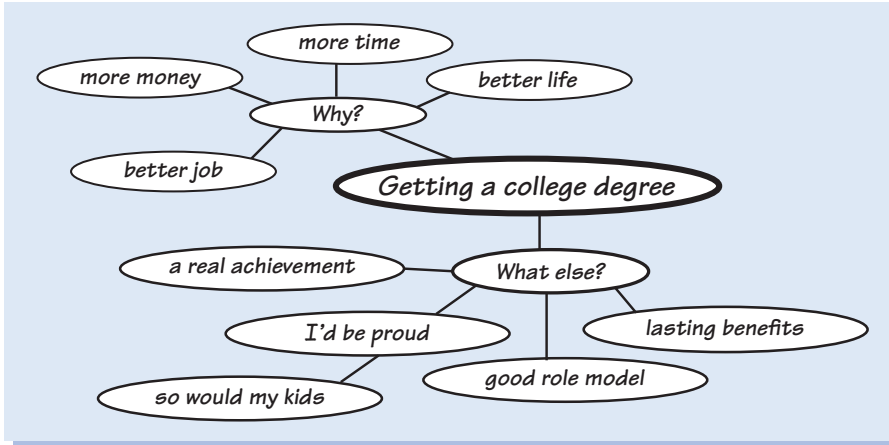 more time
more money
better life
Why?
better job
Getting a college degree
a real achievement
What else?
I'd be proud
lasting benefits
so would my kids
good role model